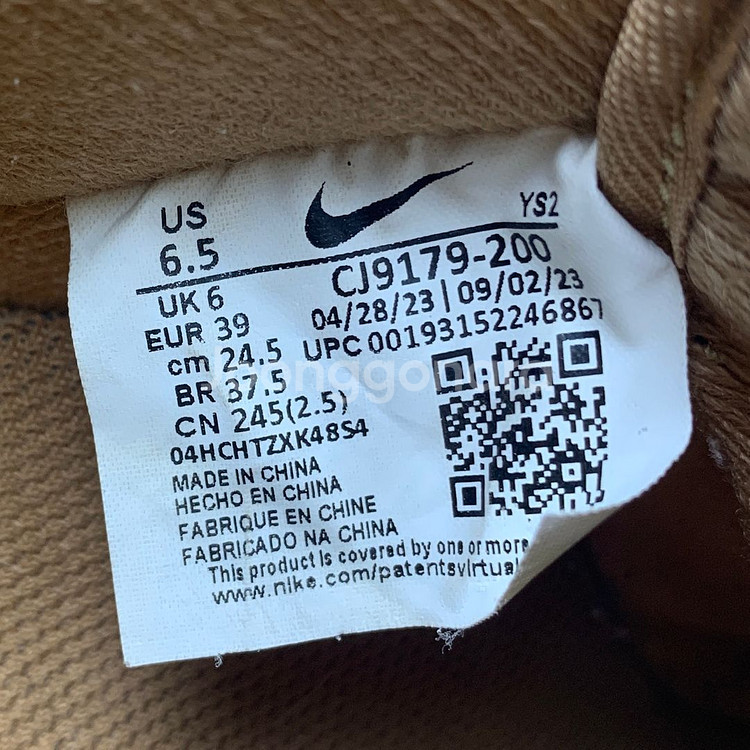 US
6.5
YS2
UK 6
EUR 39
cm 24.5
BR 37.5
CN 245(2.5)
CJ9179-200
04/28/23 | 09/02/23
UPC 00193152246867
04HCHTZXK48S4
MADE IN CHINA
HECHO EN CHINA
FABRIQUE EN CHINE
FABRICADO NA CHINA
This product is covered by one or more
www.nike.com/patentsvirtual